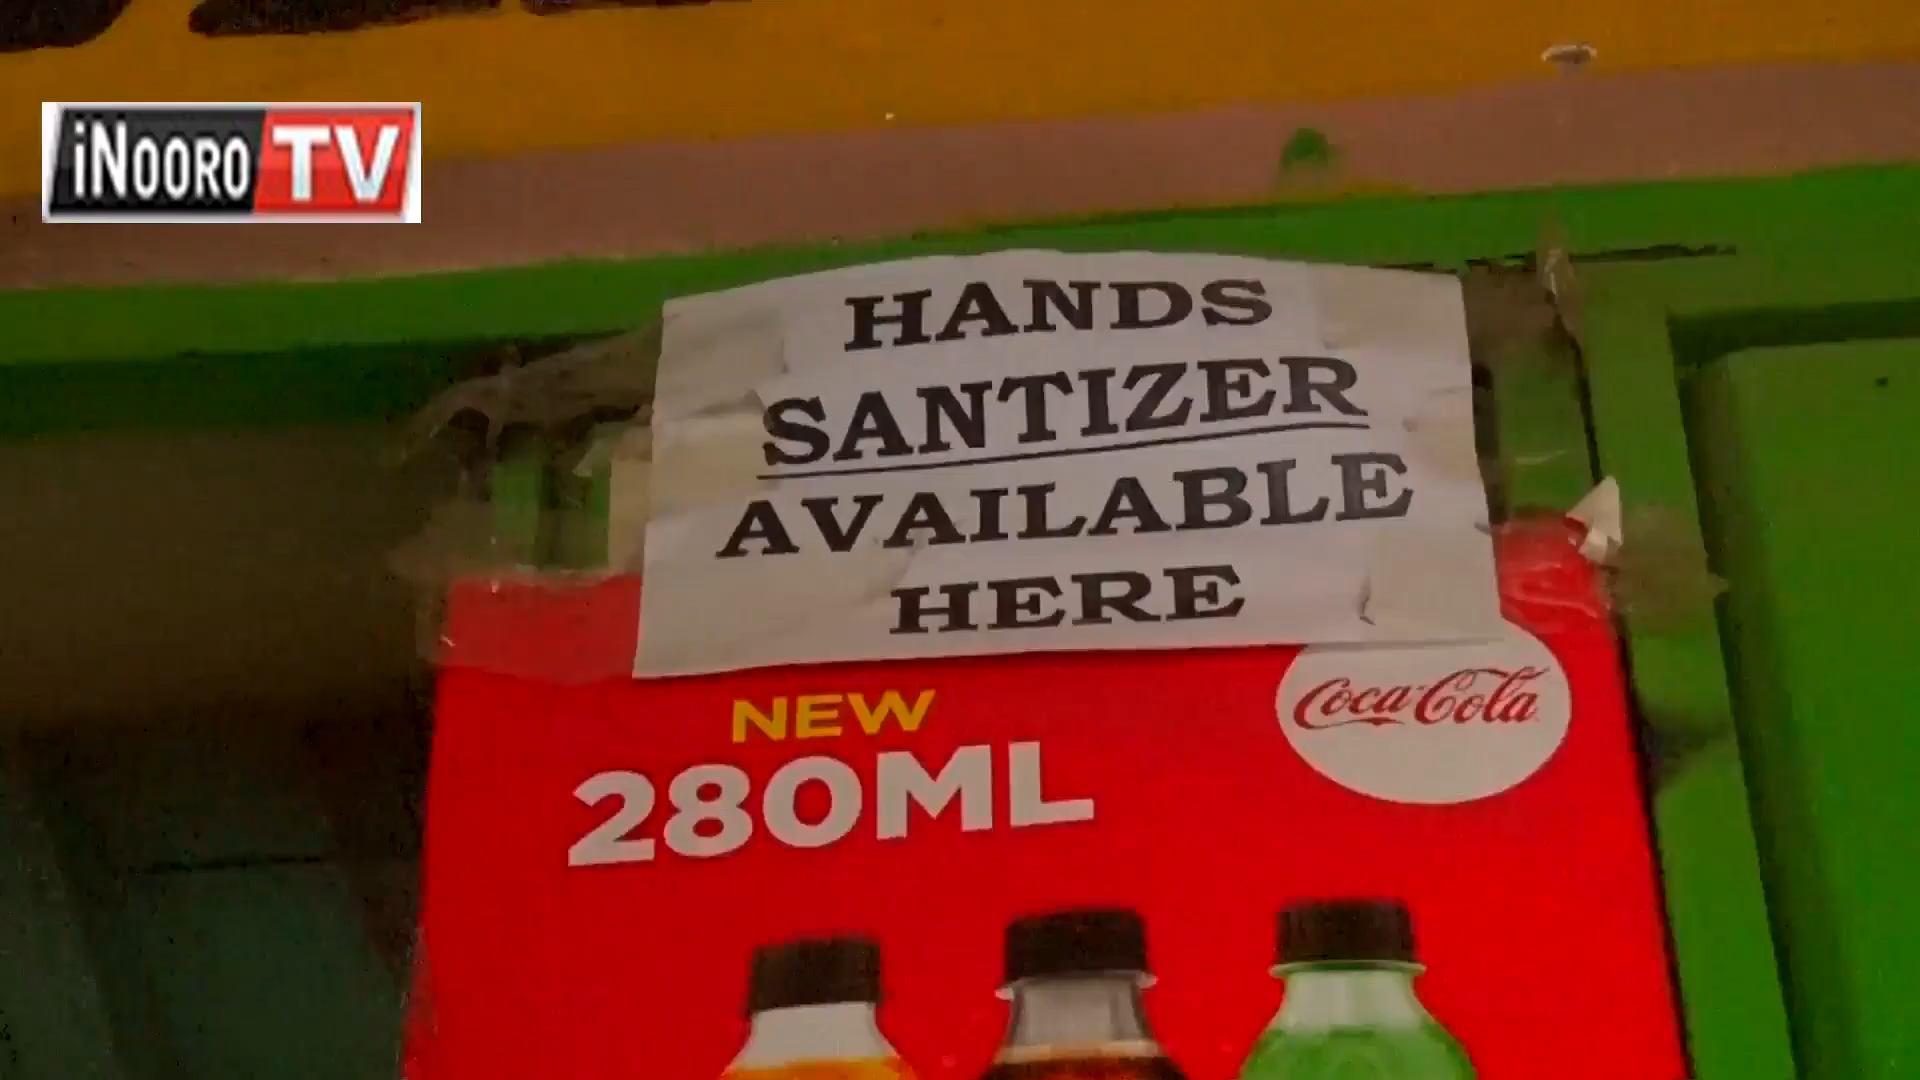 iNOORO TV
HANDS
SANTIZER
AVAILABLE
HERE
NEW
280ML
Coca-Cola